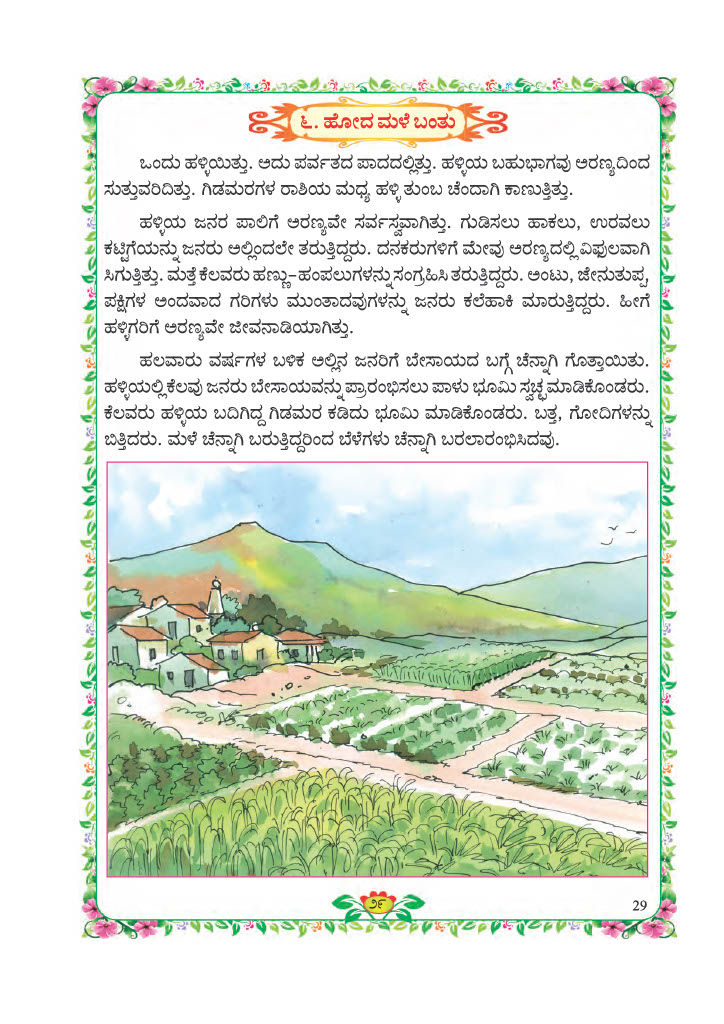 ೬. ಹೋದ ಮಳೆ ಬಂತು
ಒಂದು ಹಳ್ಳಿಯಿತ್ತು. ಅದು ಪರ್ವತದ ಪಾದದಲ್ಲಿತ್ತು. ಹಳ್ಳಿಯ ಬಹುಭಾಗವು ಅರಣ್ಯದಿಂದ
ಸುತ್ತುವರಿದಿತ್ತು. ಗಿಡಮರಗಳ ರಾಶಿಯ ಮಧ್ಯ ಹಳ್ಳಿ ತುಂಬ ಚೆಂದಾಗಿ ಕಾಣುತ್ತಿತ್ತು.
ಹಳ್ಳಿಯ ಜನರ ಪಾಲಿಗೆ ಅರಣ್ಯವೇ ಸರ್ವಸ್ವವಾಗಿತ್ತು. ಗುಡಿಸಲು ಹಾಕಲು, ಉರವಲು
ಕಟ್ಟಿಗೆಯನ್ನು ಜನರು ಅಲ್ಲಿಂದಲೇ ತರುತ್ತಿದ್ದರು. ದನಕರುಗಳಿಗೆ ಮೇವು ಅರಣ್ಯದಲ್ಲಿ ವಿಫುಲವಾಗಿ
ಸಿಗುತ್ತಿತ್ತು. ಮತ್ತೆ ಕೆಲವರು ಹಣ್ಣು-ಹಂಪಲುಗಳನ್ನು ಸಂಗ್ರಹಿಸಿ ತರುತ್ತಿದ್ದರು. ಅಂಟು, ಜೇನುತುಪ್ಪ,
ಪಕ್ಷಿಗಳ ಅಂದವಾದ ಗರಿಗಳು ಮುಂತಾದವುಗಳನ್ನು ಜನರು ಕಲೆಹಾಕಿ ಮಾರುತ್ತಿದ್ದರು. ಹೀಗೆ
ಹಳ್ಳಿಗರಿಗೆ ಅರಣ್ಯವೇ ಜೀವನಾಡಿಯಾಗಿತ್ತು.
ಹಲವಾರು ವರ್ಷಗಳ ಬಳಿಕ ಅಲ್ಲಿನ ಜನರಿಗೆ ಬೇಸಾಯದ ಬಗ್ಗೆ ಚೆನ್ನಾಗಿ ಗೊತ್ತಾಯಿತು.
ಹಳ್ಳಿಯಲ್ಲಿ ಕೆಲವು ಜನರು ಬೇಸಾಯವನ್ನು ಪ್ರಾರಂಭಿಸಲು ಪಾಳು ಭೂಮಿ ಸ್ವಚ್ಛ ಮಾಡಿಕೊಂಡರು.
ಕೆಲವರು ಹಳ್ಳಿಯ ಬದಿಗಿದ್ದ ಗಿಡಮರ ಕಡಿದು ಭೂಮಿ ಮಾಡಿಕೊಂಡರು. ಬತ್ತ, ಗೋದಿಗಳನ್ನು
ಬಿತ್ತಿದರು. ಮಳೆ ಚೆನ್ನಾಗಿ ಬರುತ್ತಿದ್ದರಿಂದ ಬೆಳೆಗಳು ಚೆನ್ನಾಗಿ ಬರಲಾರಂಭಿಸಿದವು.
೨೯
29